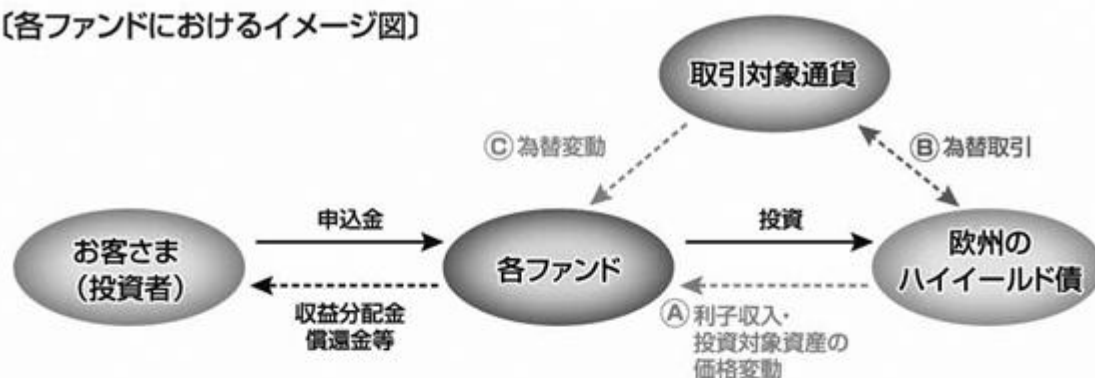 〔各ファンドにおけるイメージ図〕
取引対象通貨
Ⓒ為替変動
Ⓑ為替取引
申込金
投資
お客さま
（投資者）
各ファンド
欧州の
ハイイールド債
収益分配金
償還金等
Ⓐ利子収入・
投資対象資産の
価格変動